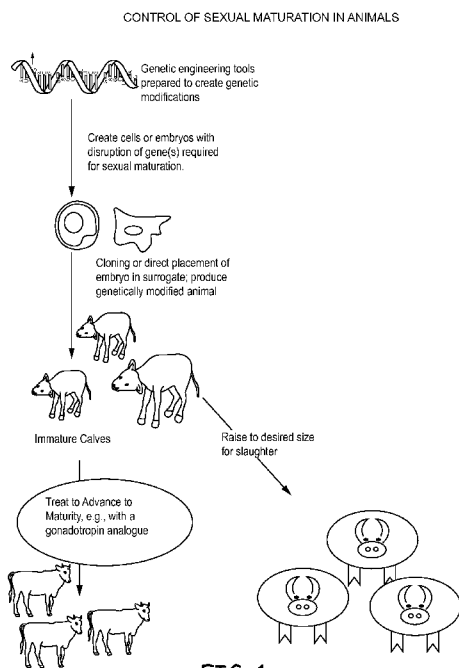 CONTROL OF SEXUAL MATURATION IN ANIMALS
Genetic engineering tools
prepared to create genetic
modifications
Create cells or embryos with
disruption of gene(s) required
for sexual maturation.
Cloning or direct placement of
embryo in surrogate; produce
genetically modified animal
Immature Calves
Raise to desired size
for slaughter
Treat to Advance to
Maturity, e.g., with a
gonadotropin analogue
FIG. 1